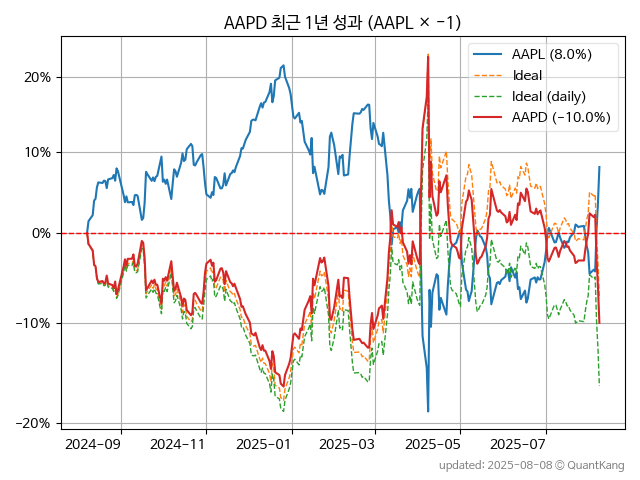 AAPD 최근 1년 성과 (AAPL × −1)
AAPL (8.0%)
Ideal
Ideal (daily)
AAPD (−10.0%)
20%
10%
0%
−10%
−20%
2024-09
2024-11
2025-01
2025-03
2025-05
2025-07
updated: 2025-08-08 © QuantKang